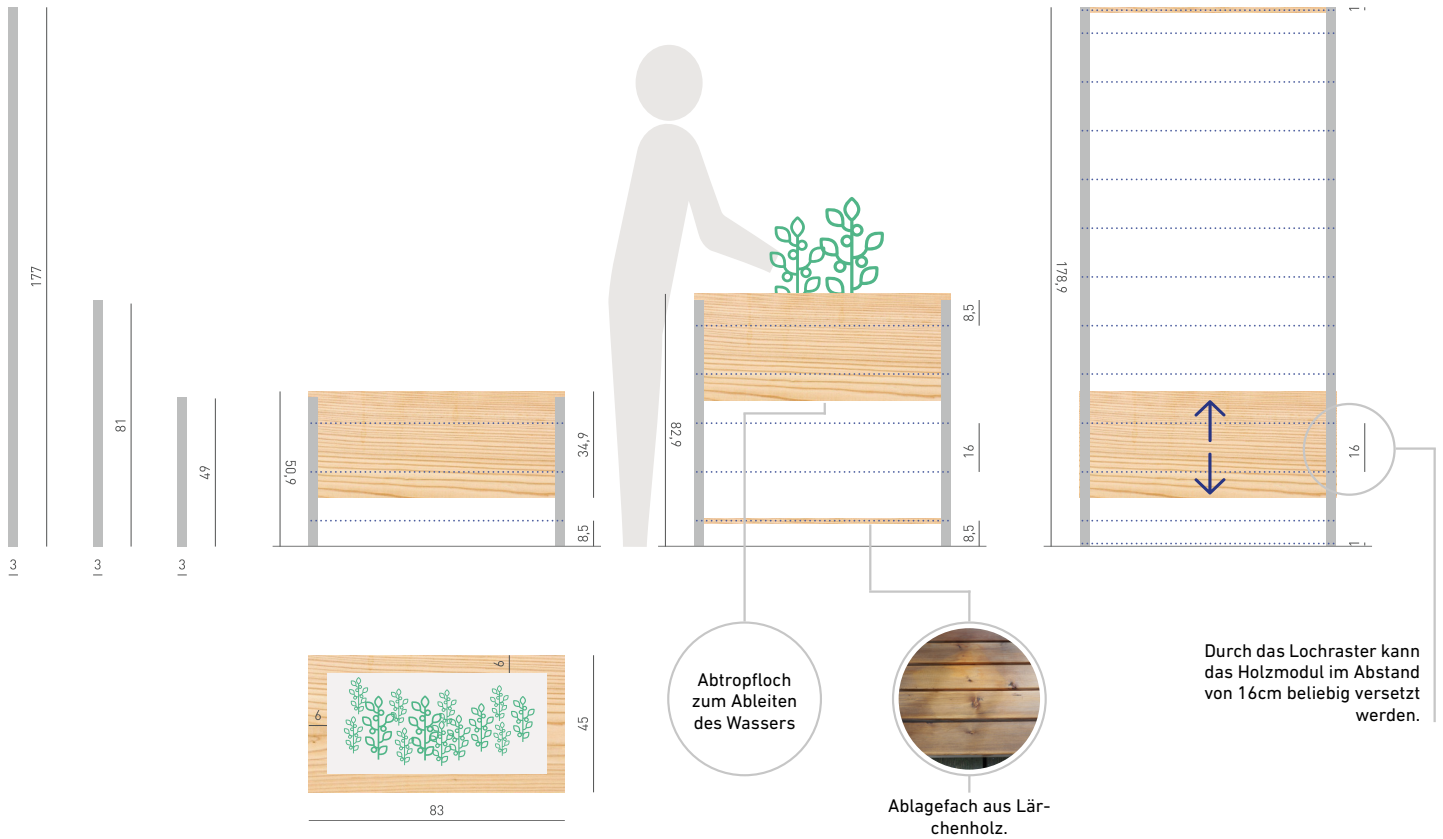 177
3
81
3
49
3
50,9
34,9
8,5
82,9
8,5
16
8,5
178,9
1
16
1
6
6
45
83
Abtropfloch
zum Ableiten
des Wassers
Ablagefach aus Lär-
chenholz.
Durch das Lochraster kann
das Holzmodul im Abstand
von 16cm beliebig versetzt
werden.